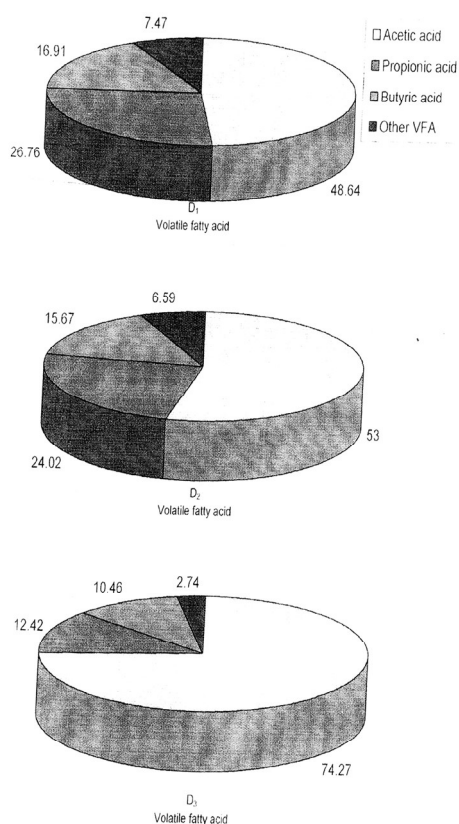 7.47
16.91
Acetic acid
Propionic acid
Butyric acid
Other VFA
26.76
48.64
D₁
Volatile fatty acid
6.59
15.67
53
24.02
D₂
Volatile fatty acid
2.74
10.46
12.42
74.27
D₃
Volatile fatty acid